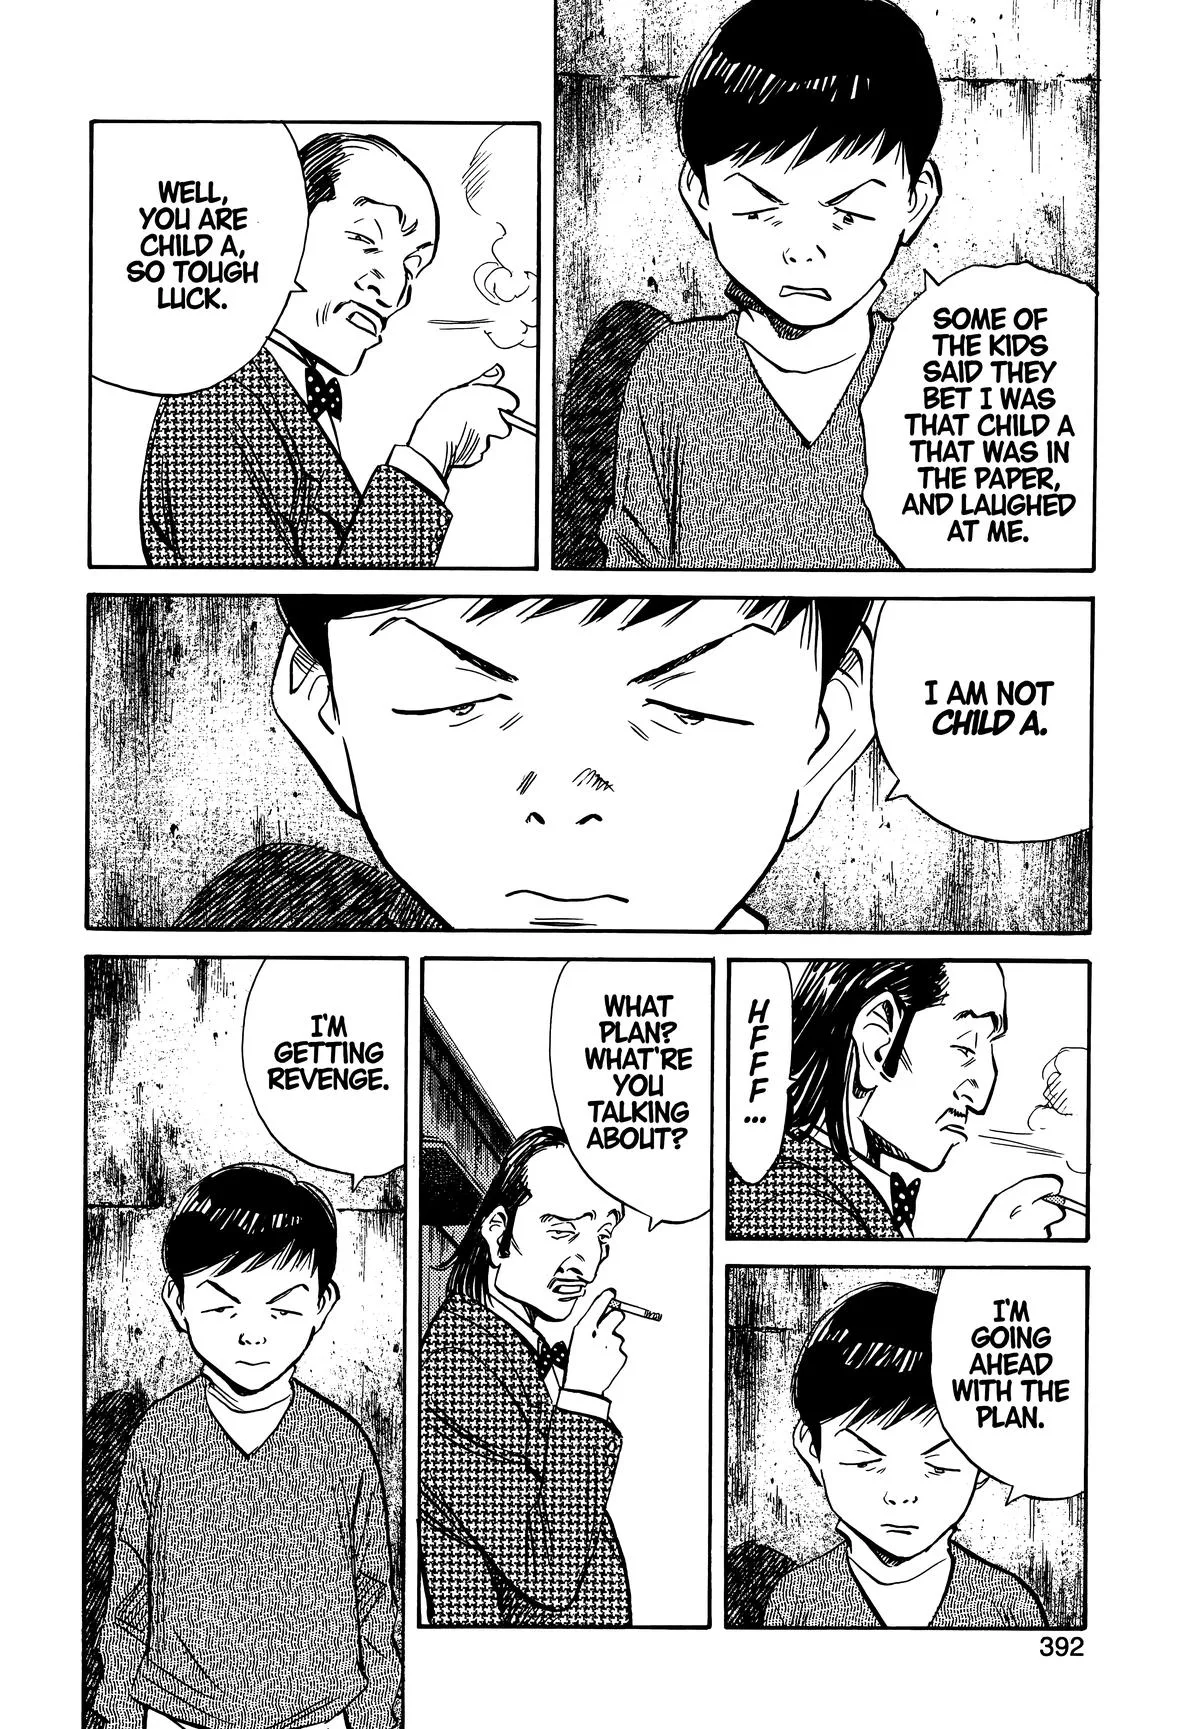 SOME OF
THE KIDS
SAID THEY
BET I WAS
THAT CHILD A
THAT WAS IN
THE PAPER,
AND LAUGHED
AT ME.
WELL,
YOU ARE
CHILD A,
SO TOUGH
LUCK.
I AM NOT
CHILD A.
HFFF...
I'M
GOING
AHEAD
WITH THE
PLAN.
WHAT
PLAN?
WHAT'RE
YOU
TALKING
ABOUT?
I'M
GETTING
REVENGE.
392